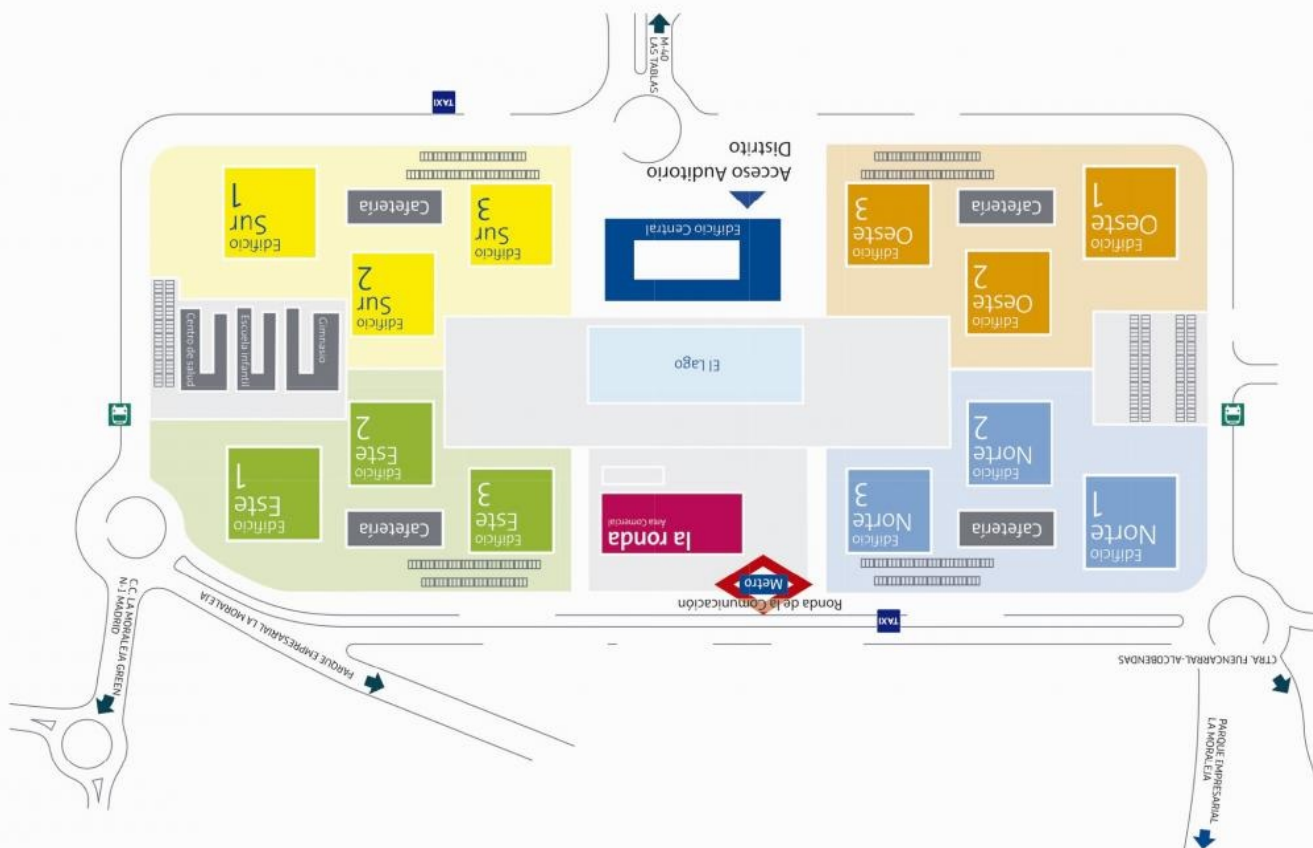 PARQUE EMPRESARIAL
LA MORALEJA
CTRA. FUENCARRAL-ALCOBENDAS
PARQUE EMPRESARIAL LA MORALEJA
C.C. LA MORALEJA GREEN
N-I MADRID
TAXI
Ronda de la Comunicación
Metro
Edificio
Norte
1
Cafetería
Edificio
Norte
3
la ronda
Área Comercial
Edificio
Este
3
Cafetería
Edificio
Este
1
Edificio
Norte
2
Edificio
Este
2
El Lago
Gimnasio
Escuela Infantil
Centro de salud
Edificio
Oeste
2
Edificio
Sur
2
Edificio
Oeste
1
Cafetería
Edificio
Oeste
3
Edificio Central
Edificio
Sur
3
Cafetería
Edificio
Sur
1
Acceso Auditorio
Distrito
TAXI
M-40
LAS TABLAS